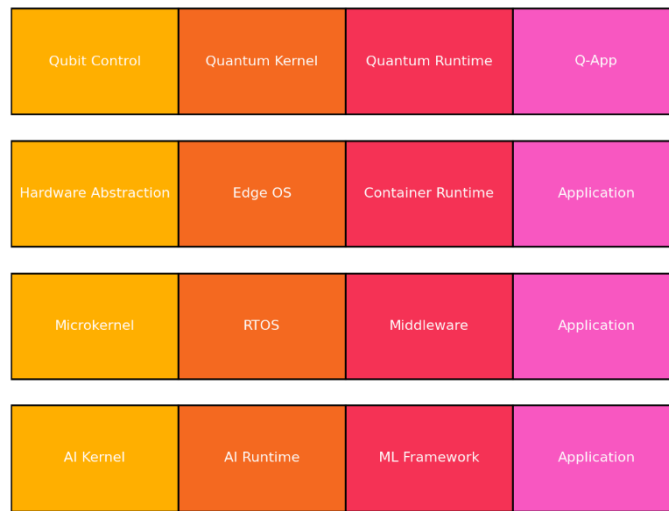 Qubit Control
Quantum Kernel
Quantum Runtime
Q-App
Hardware Abstraction
Edge OS
Container Runtime
Application
Microkernel
RTOS
Middleware
Application
AI Kernel
AI Runtime
ML Framework
Application